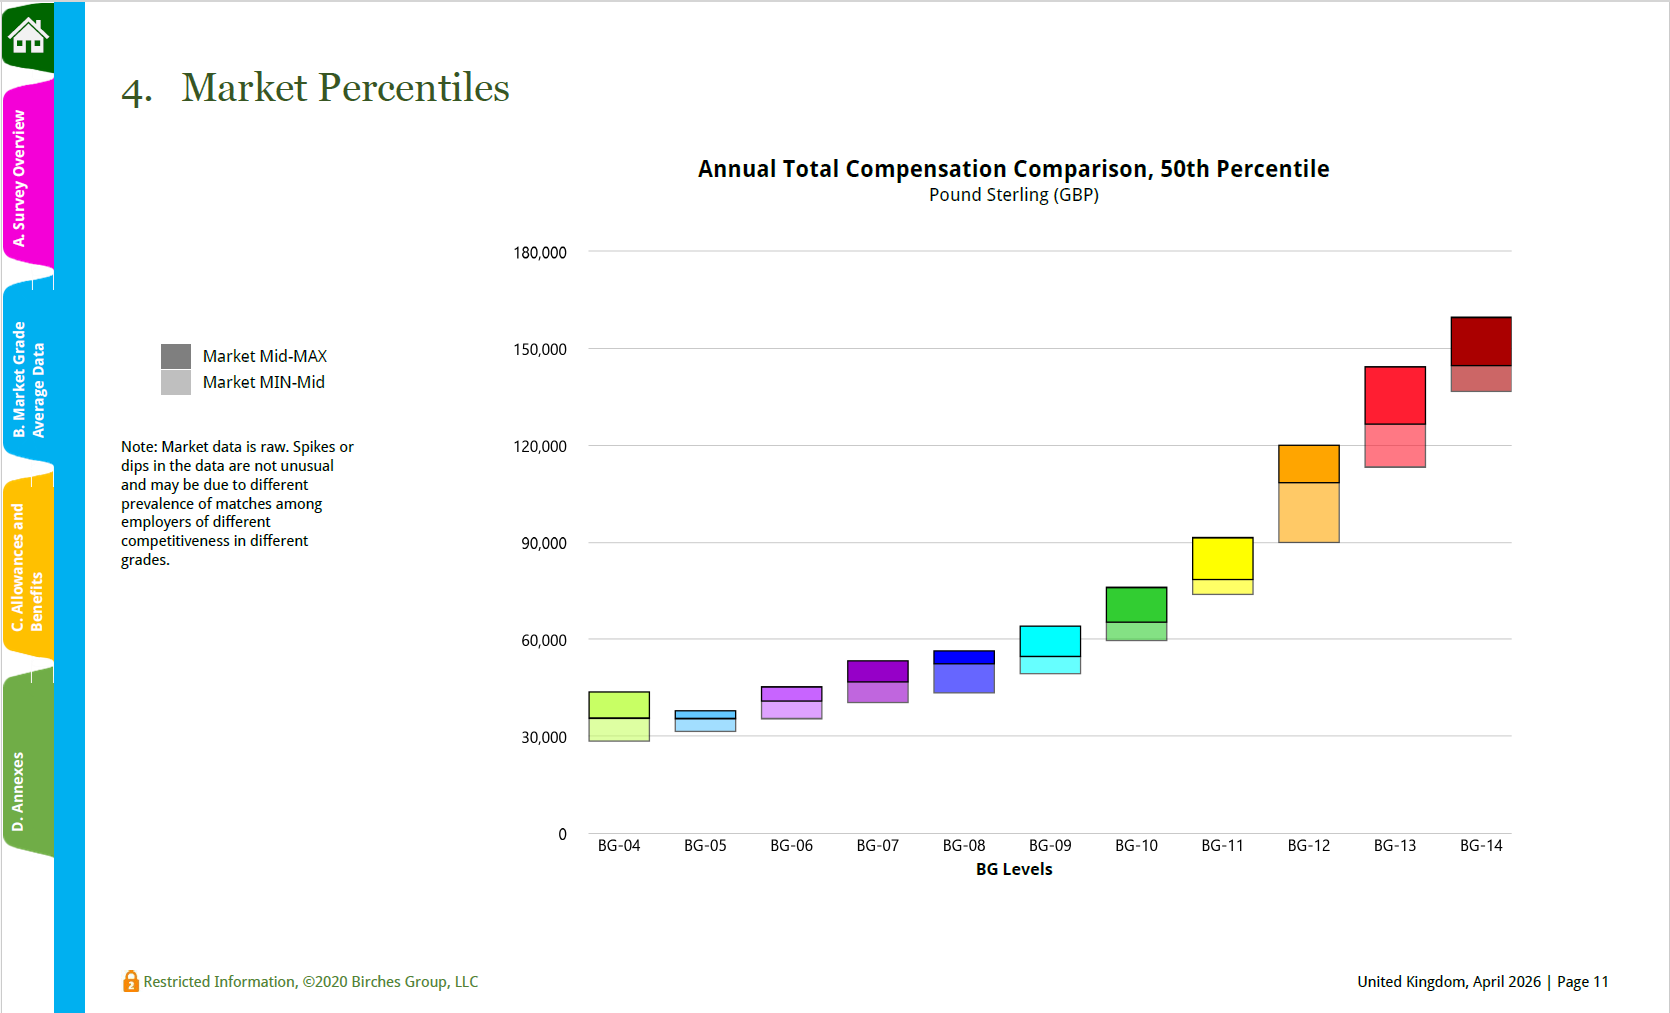 4. Market Percentiles
A. Survey Overview
B. Market Grade
Average Data
C. Allowances and
Benefits
D. Annexes
Annual Total Compensation Comparison, 50th Percentile
Pound Sterling (GBP)
Market Mid-MAX
Market MIN-Mid
Note: Market data is raw. Spikes or
dips in the data are not unusual
and may be due to different
prevalence of matches among
employers of different
competitiveness in different
grades.
180,000
150,000
120,000
90,000
60,000
30,000
0
BG-04 BG-05 BG-06 BG-07 BG-08 BG-09 BG-10 BG-11 BG-12 BG-13 BG-14
BG Levels
2 Restricted Information, ©2020 Birches Group, LLC
United Kingdom, April 2026 | Page 11